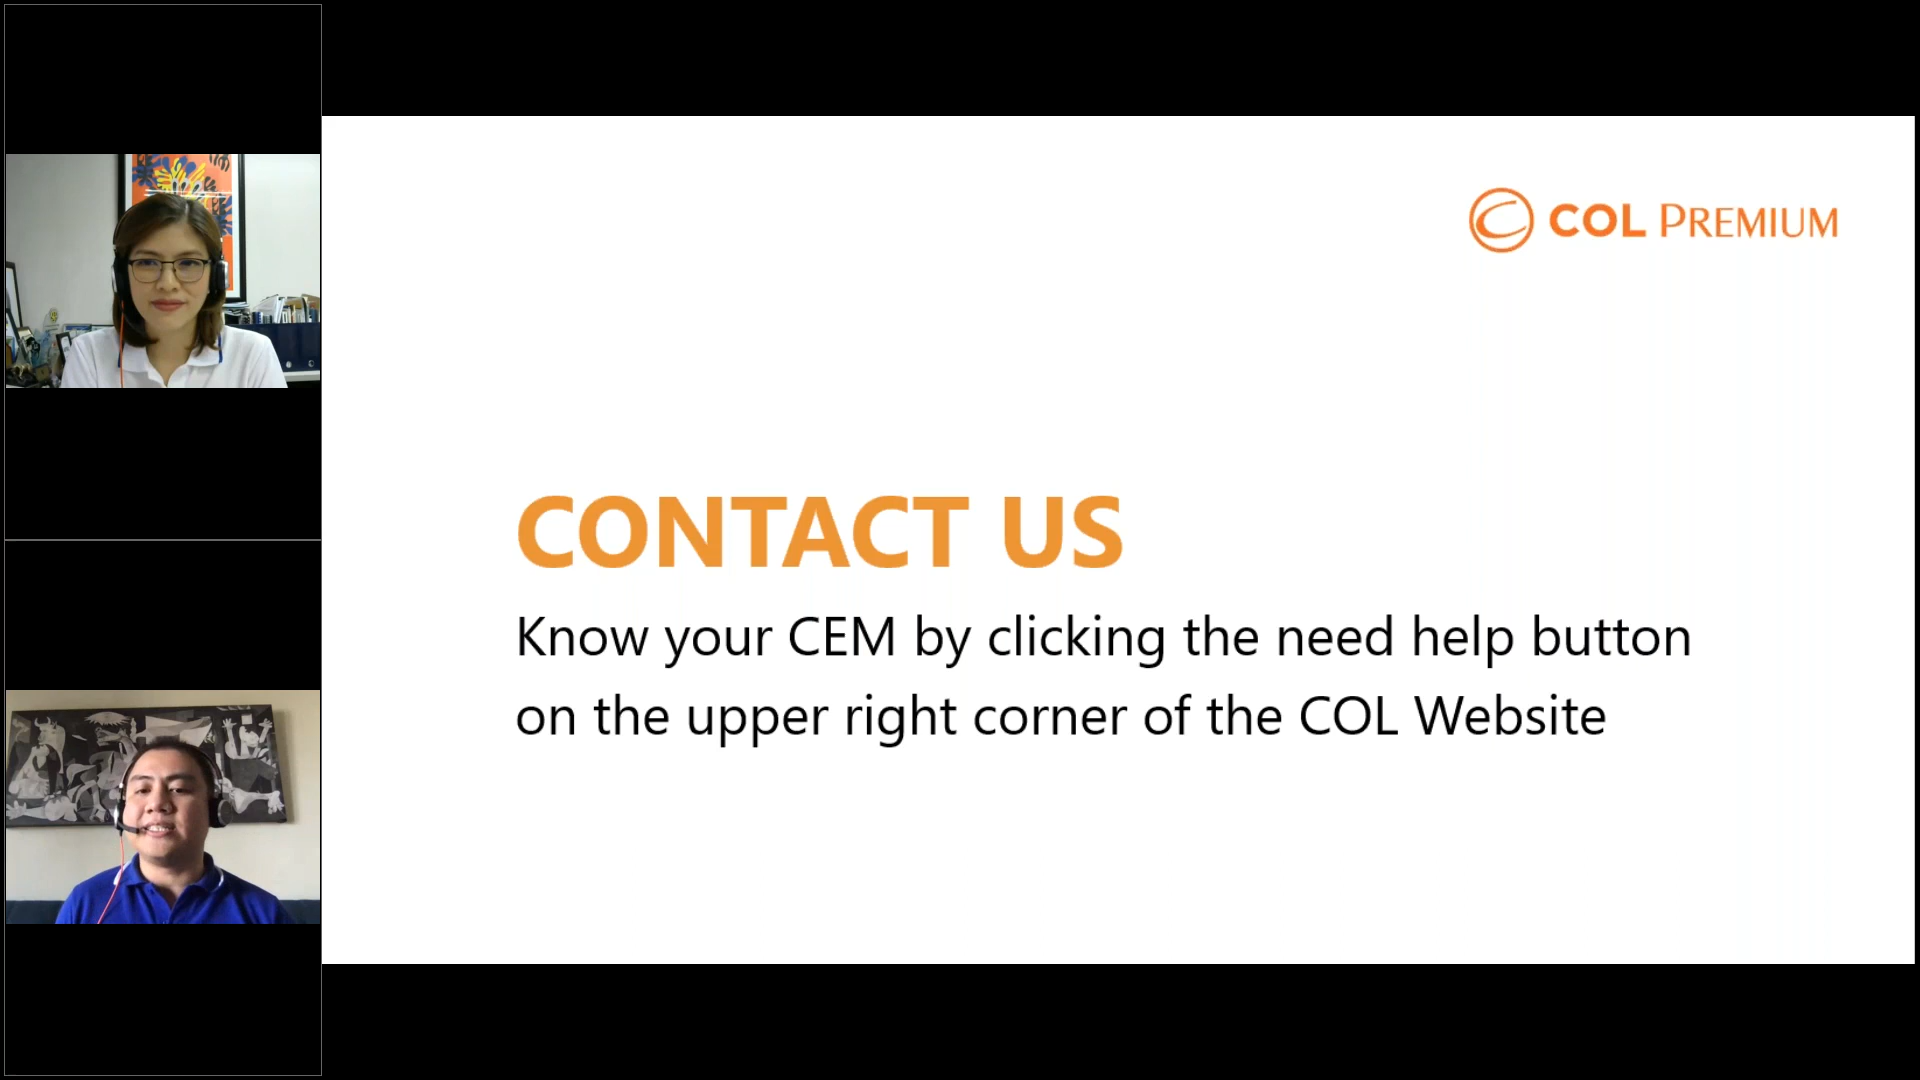 COL PREMIUM
CONTACT US
Know your CEM by clicking the need help button
on the upper right corner of the COL Website